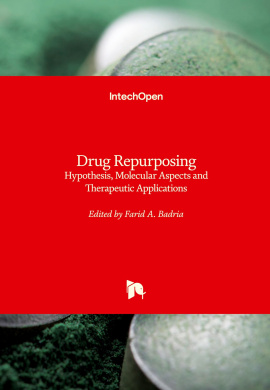 IntechOpen
Drug Repurposing
Hypothesis, Molecular Aspects and
Therapeutic Applications
Edited by Farid A. Badria